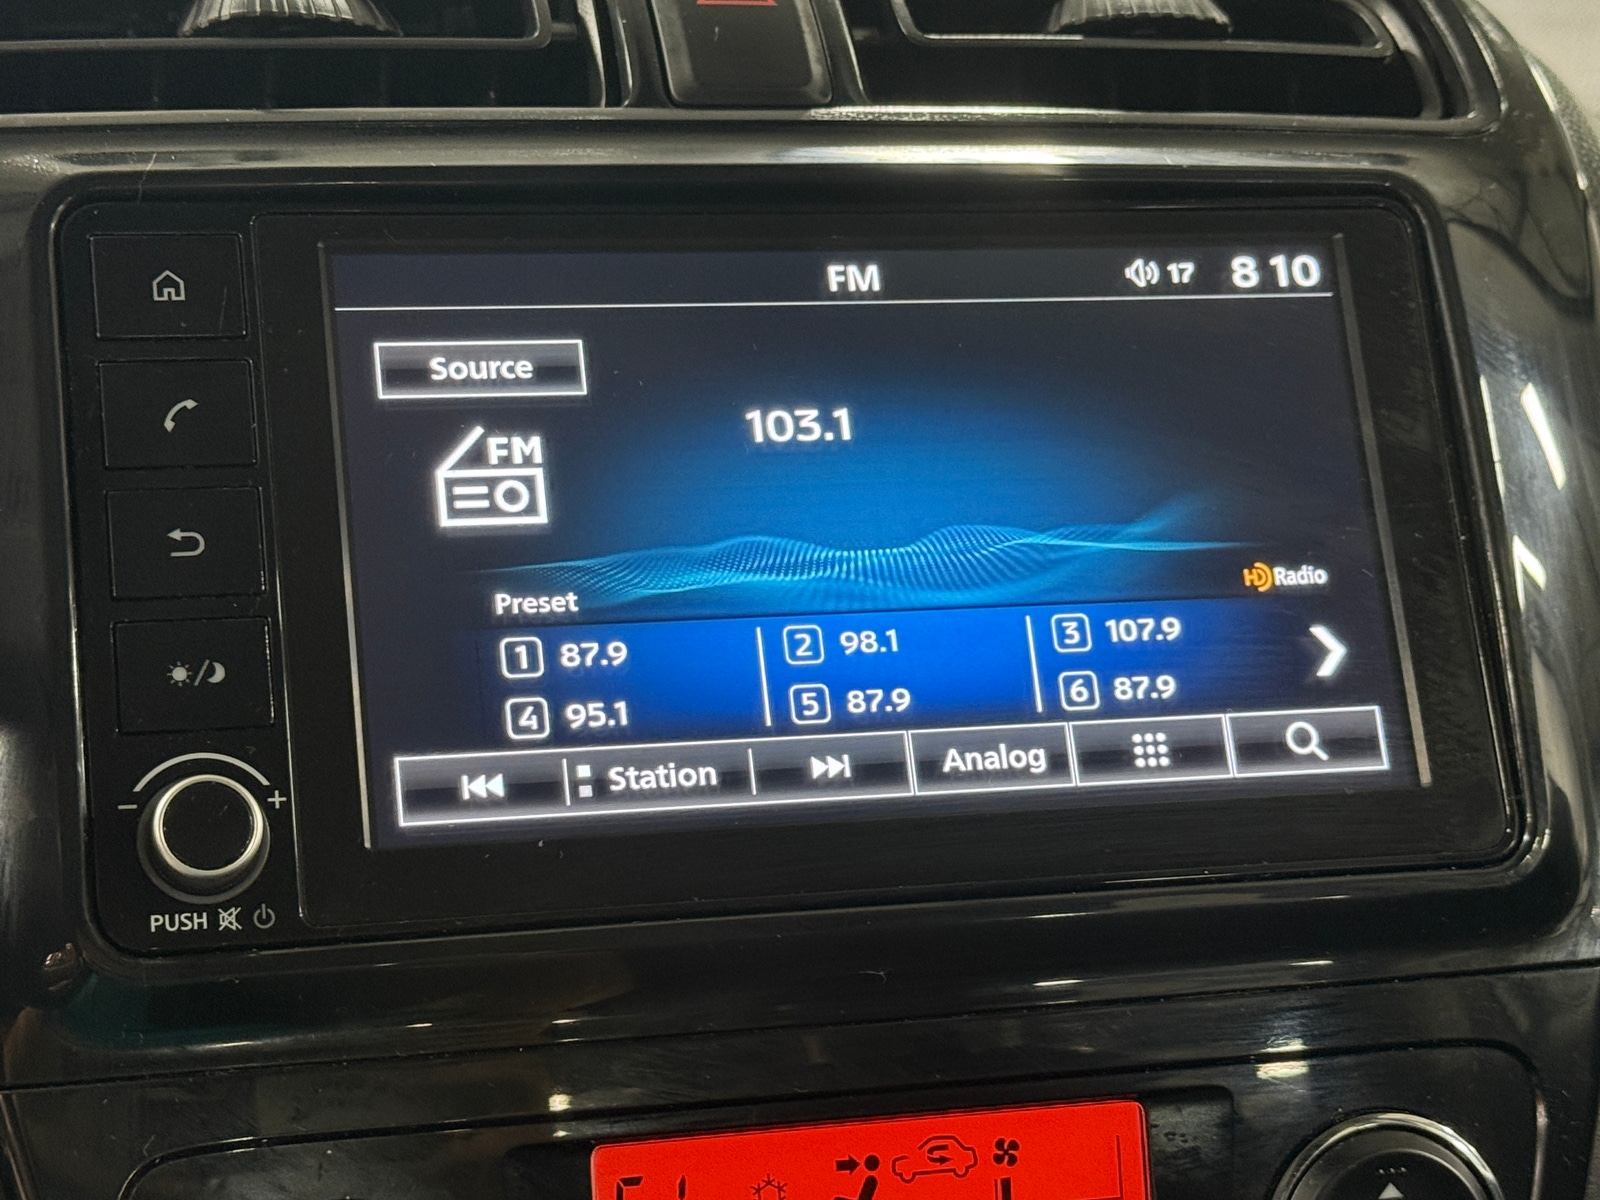 FM
17
8 10
Source
FM
103.1
HD Radio
Preset
1 87.9
2 98.1
3 107.9
4 95.1
5 87.9
6 87.9
Station
Analog
- +
PUSH